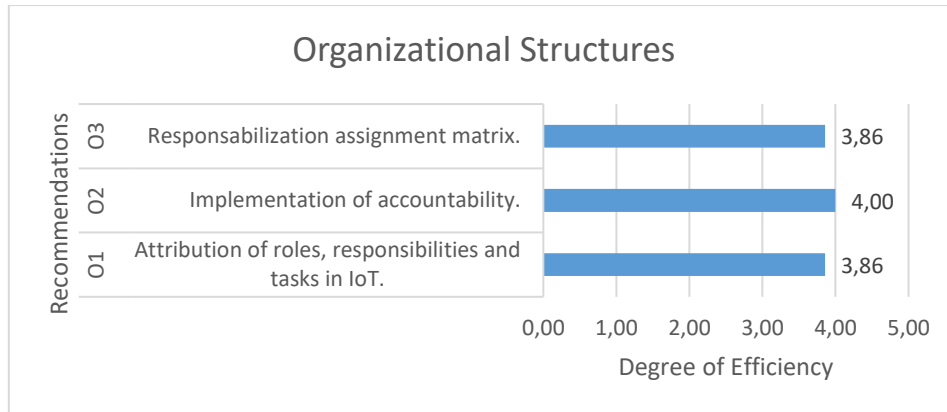 Organizational Structures
Recommendations
O3
Responsabilization assignment matrix.
3,86
O2
Implementation of accountability.
4,00
O1
Attribution of roles, responsibilities and
tasks in IoT.
3,86
0,00 1,00 2,00 3,00 4,00 5,00
Degree of Efficiency